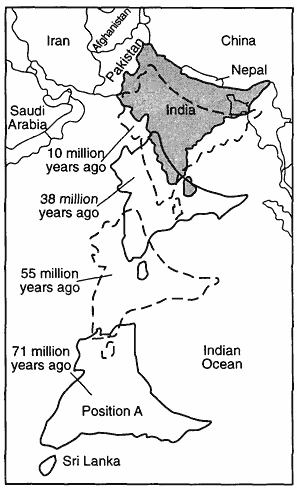 Iran
Afghanistan
Pakistan
China
Nepal
Saudi
Arabia
India
10 million
years ago
38 million
years ago
55 million
years ago
71 million
years ago
Indian
Ocean
Position A
Sri Lanka